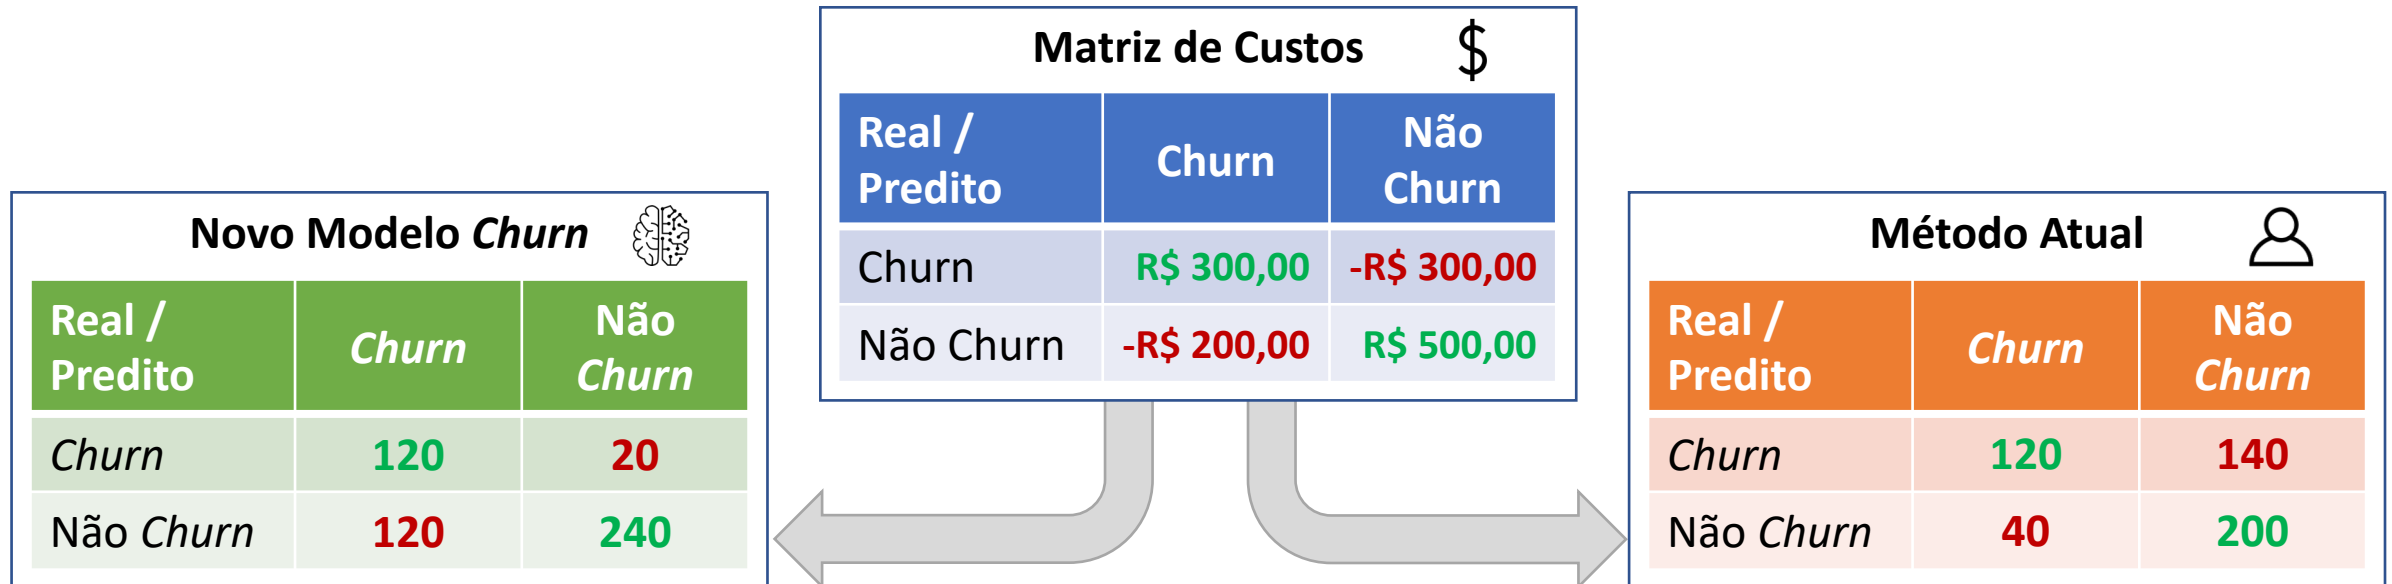 Matriz de Custos $
Real / Predito Churn Não Churn
Churn R$ 300,00 -R$ 300,00
Não Churn -R$ 200,00 R$ 500,00
Novo Modelo Churn
Real / Predito Churn Não Churn
Churn 120 20
Não Churn 120 240
Método Atual
Real / Predito Churn Não Churn
Churn 120 140
Não Churn 40 200